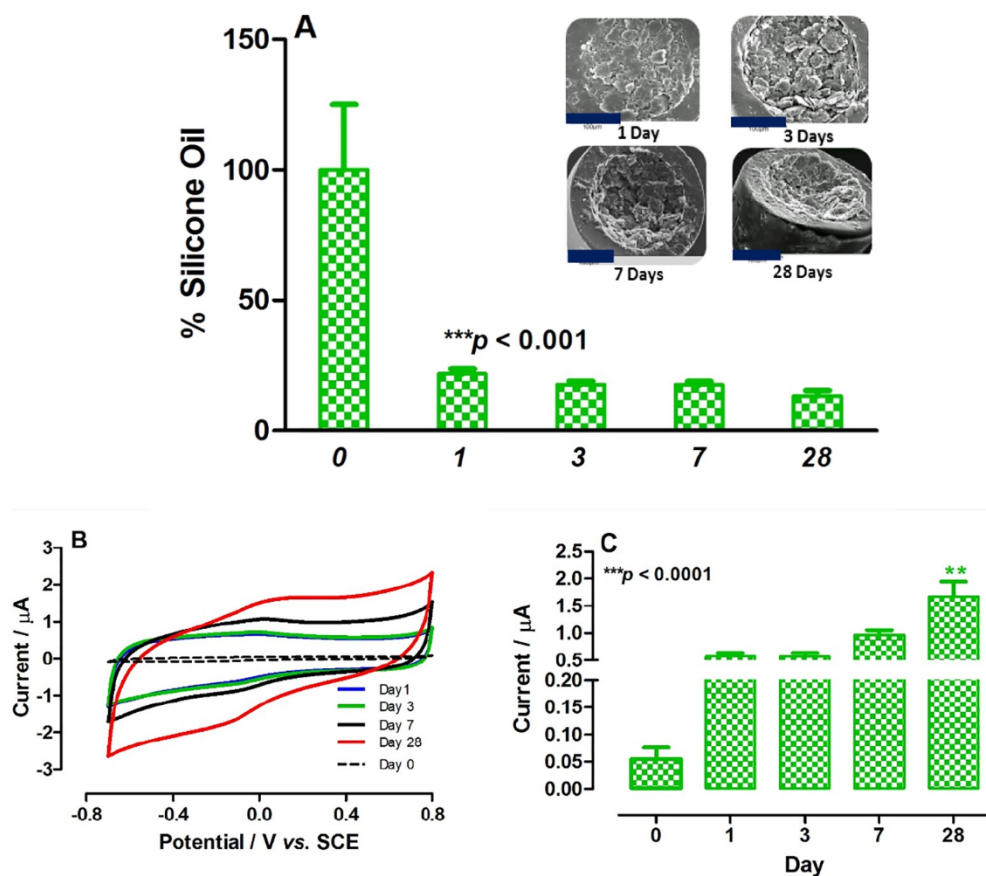 A
150
100
50
0
% Silicone Oil
***p < 0.001
0 1 3 7 28
100µm
1 Day
100µm
3 Days
7 Days
28 Days
B
3
2
1
0
-1
-2
-3
Current / µA
Day 1
Day 3
Day 7
Day 28
Day 0
-0.8 -0.4 0.0 0.4 0.8
Potential / V vs. SCE
C
2.5
2.0
1.5
1.0
0.5
0.20
0.15
0.10
0.05
0.00
Current / µA
***p < 0.0001
**
0 1 3 7 28
Day